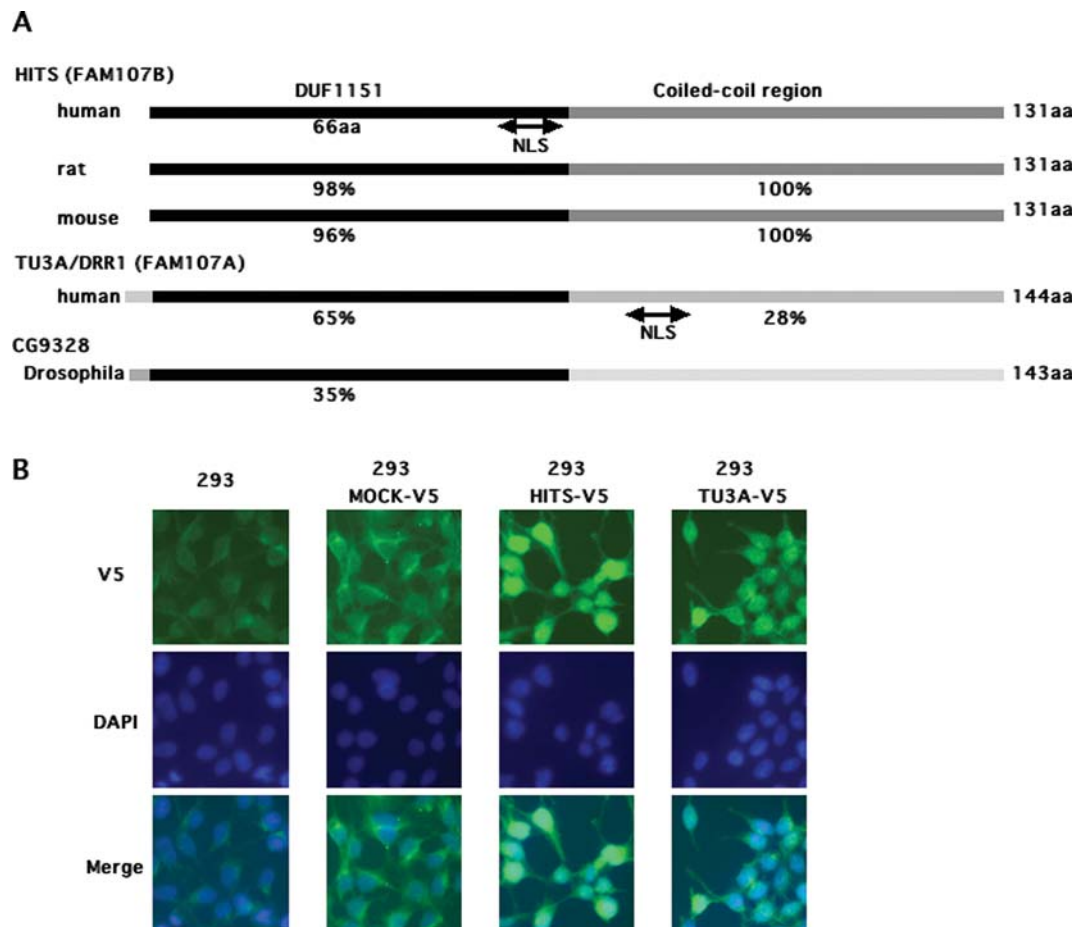 A
HITS (FAM107B)
DUF1151 Coiled-coil region
human 131aa
66aa
NLS
rat 131aa
98% 100%
mouse 131aa
96% 100%
TU3A/DRR1 (FAM107A)
human 144aa
65% 28%
NLS
CG9328
Drosophila 143aa
35%
B
293 293 293 293
MOCK-V5 HITS-V5 TU3A-V5
V5
DAPI
Merge